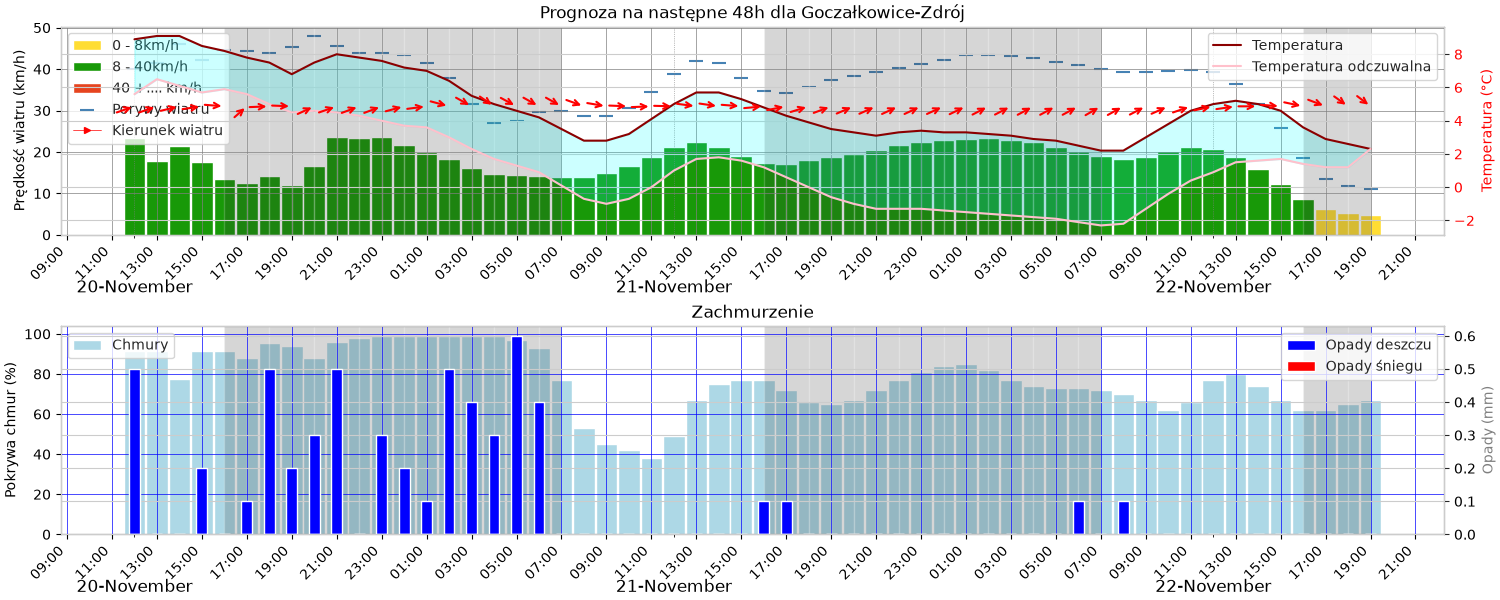 Prognoza na następne 48h dla Goczałkowice-Zdrój
Prędkość wiatru (km/h)
50
40
30
20
10
0
0 - 8km/h
8 - 40km/h
40 - .... km/h
Porywy wiatru
Kierunek wiatru
Temperatura
Temperatura odczuwalna
Temperatura (°C)
8
6
4
2
0
−2
09:00 11:00 13:00 15:00 17:00 19:00 21:00 23:00 01:00 03:00 05:00 07:00 09:00 11:00 13:00 15:00 17:00 19:00 21:00 23:00 01:00 03:00 05:00 07:00 09:00 11:00 13:00 15:00 17:00 19:00 21:00
20-November 21-November 22-November
Zachmurzenie
Pokrywa chmur (%)
100
80
60
40
20
0
Chmury
Opady deszczu
Opady śniegu
Opady (mm)
0.6
0.5
0.4
0.3
0.2
0.1
0.0
09:00 11:00 13:00 15:00 17:00 19:00 21:00 23:00 01:00 03:00 05:00 07:00 09:00 11:00 13:00 15:00 17:00 19:00 21:00 23:00 01:00 03:00 05:00 07:00 09:00 11:00 13:00 15:00 17:00 19:00 21:00
20-November 21-November 22-November